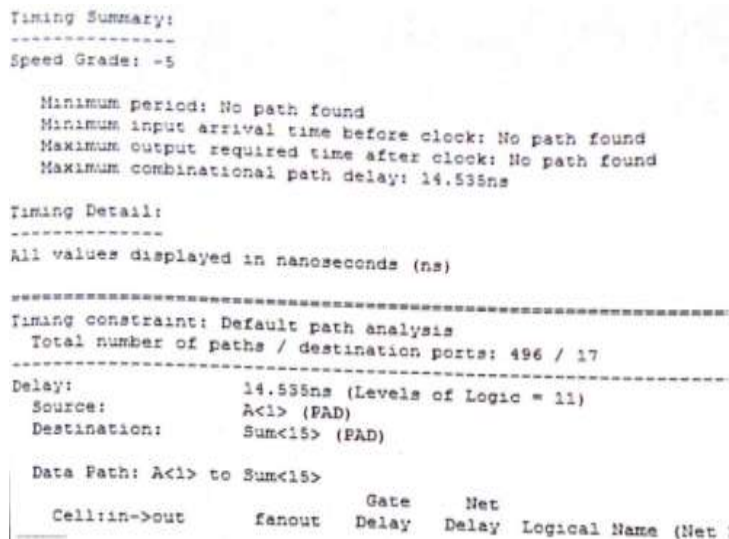 Timing Summary:
---------------
Speed Grade: -5
Minimum period: No path found
Minimum input arrival time before clock: No path found
Maximum output required time after clock: No path found
Maximum combinational path delay: 14.535ns
Timing Detail:
--------------
All values displayed in nanoseconds (ns)
=========================================================================
Timing constraint: Default path analysis
Total number of paths / destination ports: 496 / 17
-------------------------------------------------------------------------
Delay: 14.535ns (Levels of Logic = 11)
Source: A<1> (PAD)
Destination: Sum<15> (PAD)
Data Path: A<1> to Sum<15>
Gate Net
Cell:in->out fanout Delay Delay Logical Name (Net